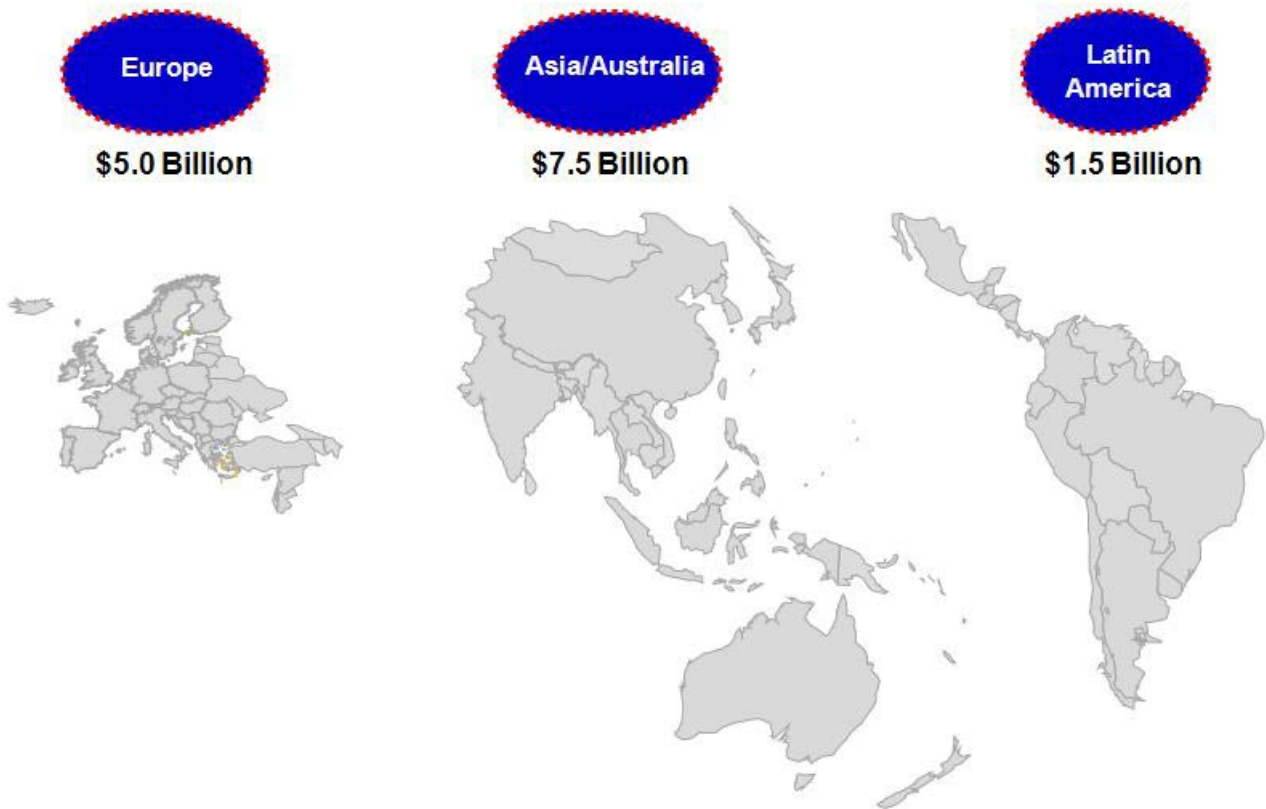 Europe
$5.0 Billion
Asia/Australia
$7.5 Billion
Latin
America
$1.5 Billion